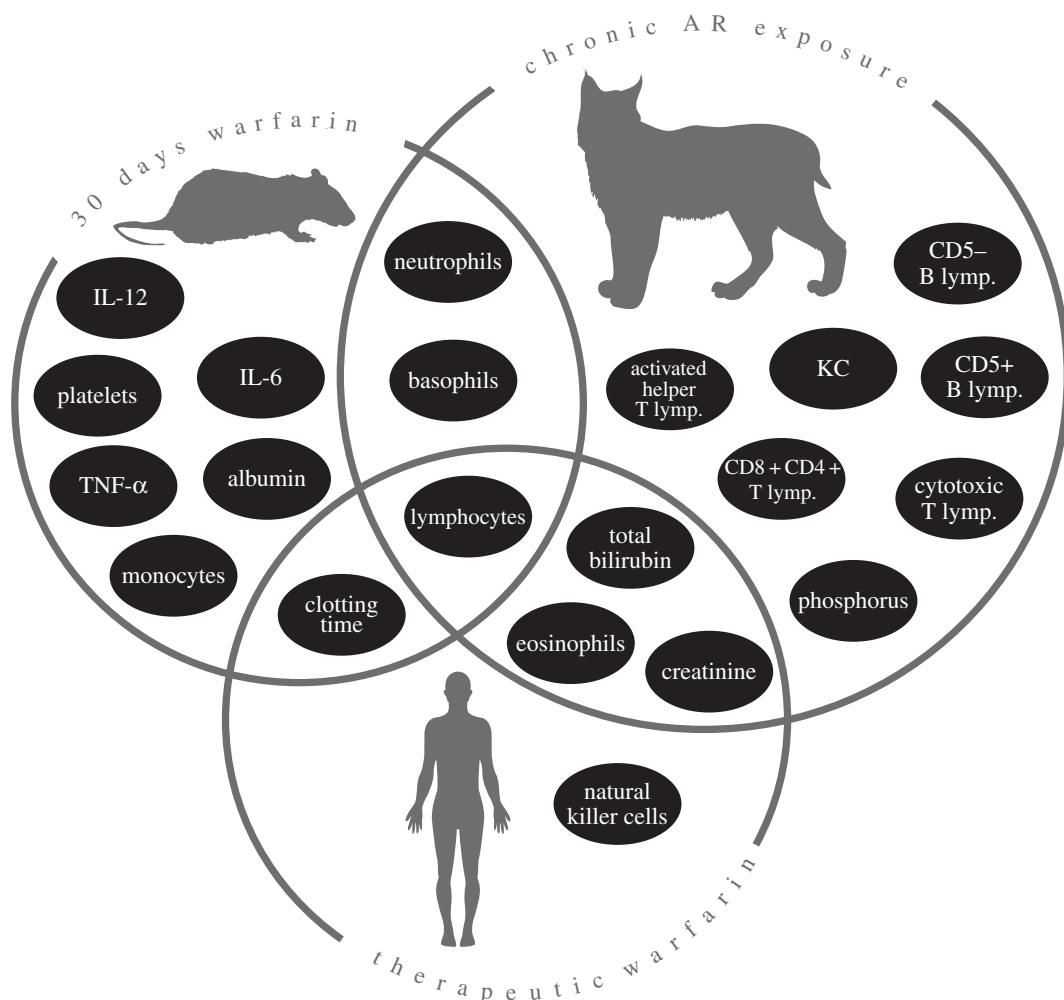 chronic AR exposure
30 days warfarin
neutrophils
CD5–
B lymp.
IL-12
IL-6
basophils
activated
helper
T lymp.
KC
CD5+
B lymp.
platelets
TNF-α
albumin
lymphocytes
CD8 + CD4 +
T lymp.
cytotoxic
T lymp.
total
bilirubin
monocytes
clotting
time
eosinophils
creatinine
phosphorus
natural
killer cells
therapeutic warfarin